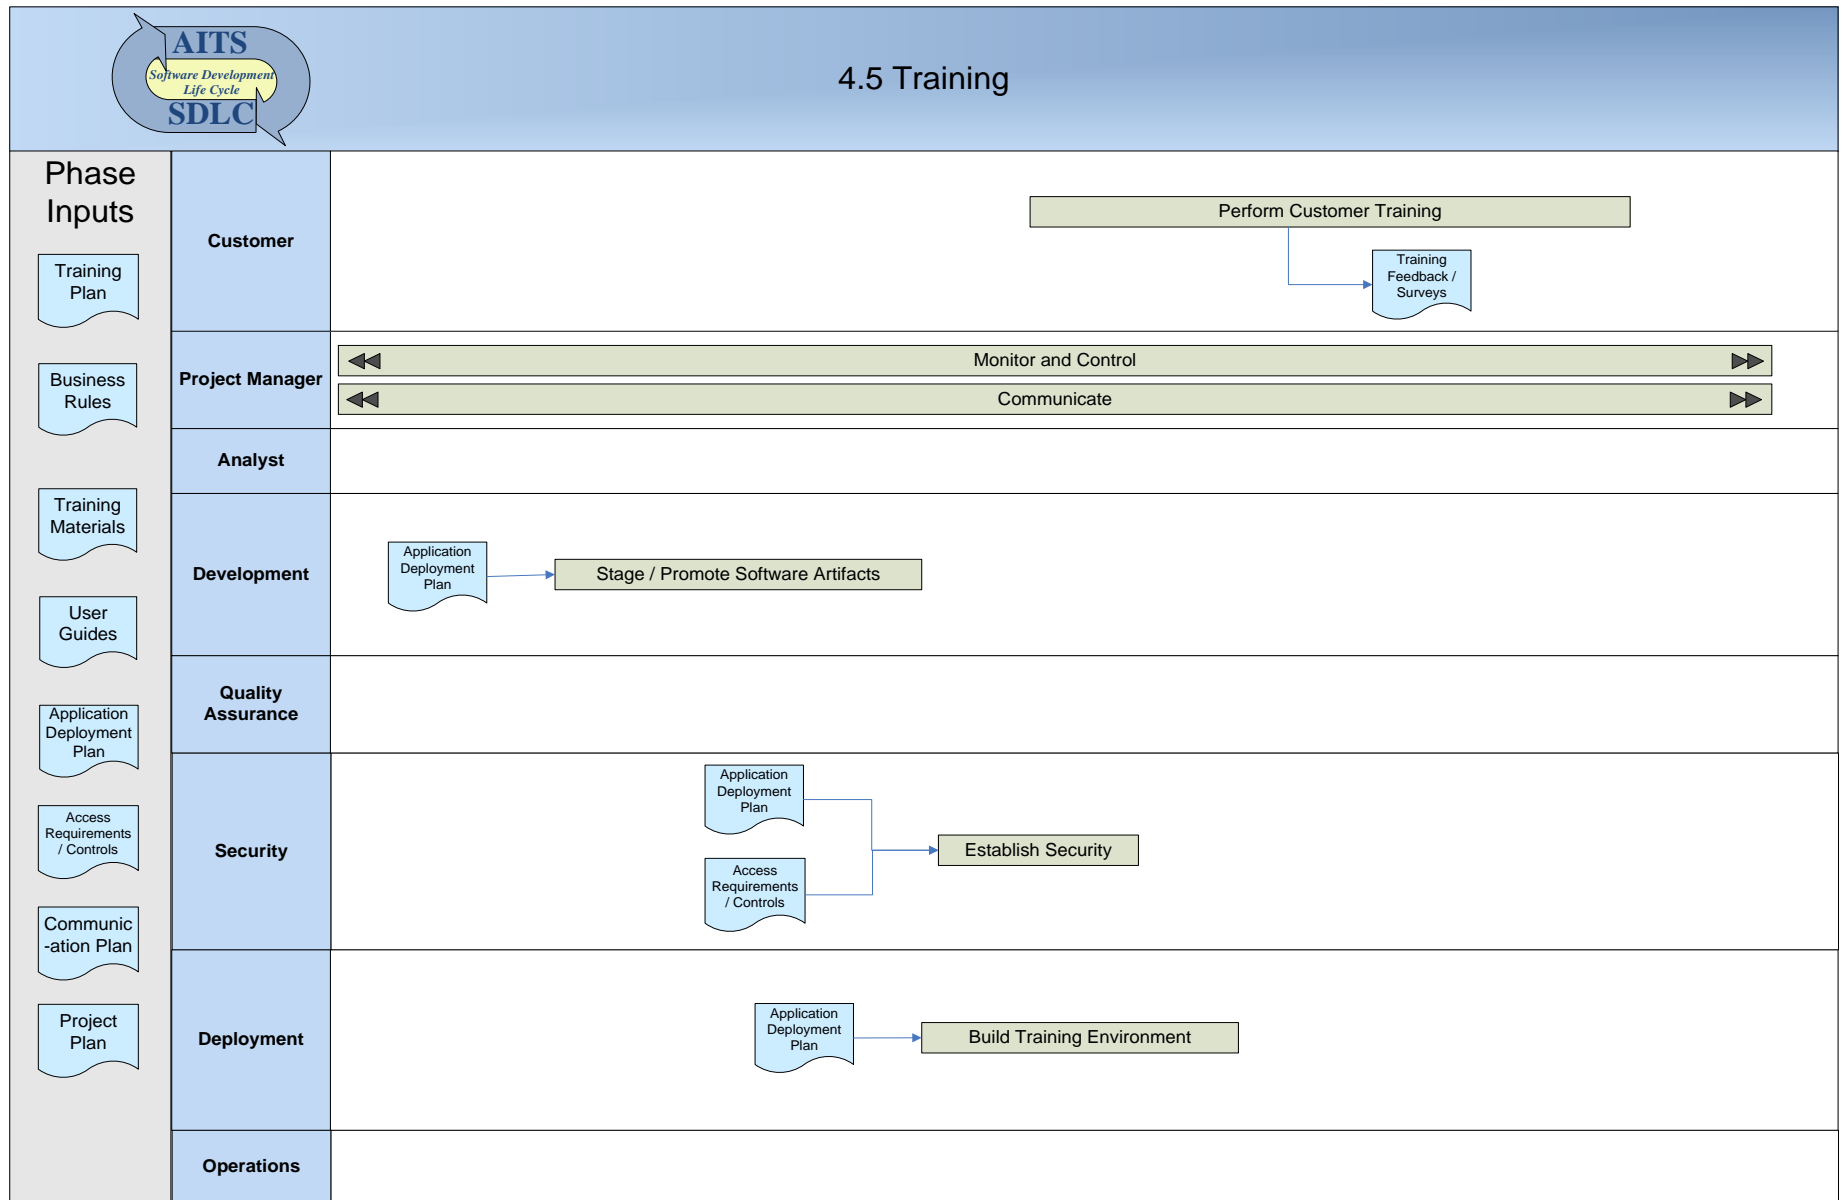 AITS
Software Development
Life Cycle
SDLC
4.5 Training
Phase
Inputs
Training
Plan
Business
Rules
Training
Materials
User
Guides
Application
Deployment
Plan
Access
Requirements
/ Controls
Communic
-ation Plan
Project
Plan
Customer
Perform Customer Training
Training
Feedback /
Surveys
Project Manager
Monitor and Control
Communicate
Analyst
Development
Application
Deployment
Plan
Stage / Promote Software Artifacts
Quality
Assurance
Security
Application
Deployment
Plan
Access
Requirements
/ Controls
Establish Security
Deployment
Application
Deployment
Plan
Build Training Environment
Operations